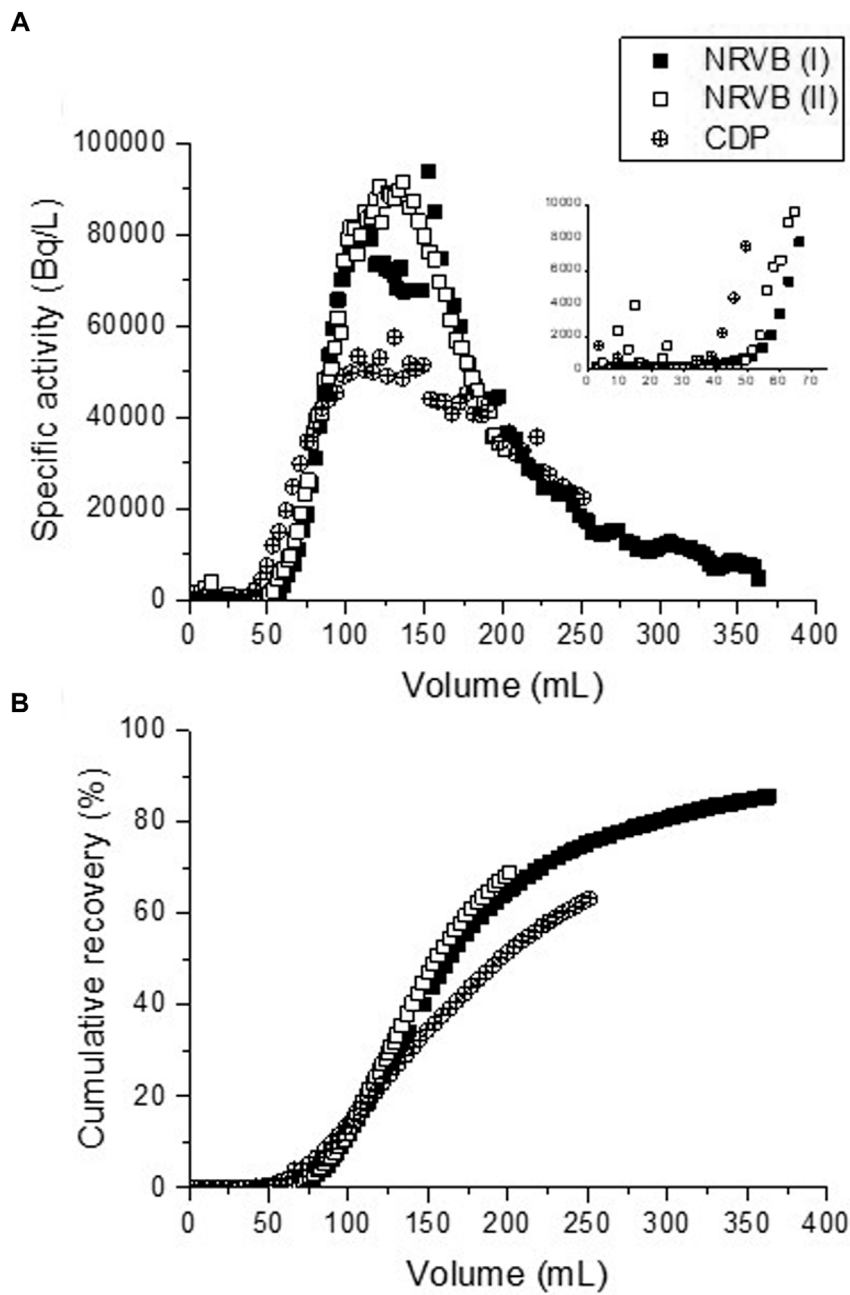 A
NRVB (I)
NRVB (II)
CDP
Specific activity (Bq/L)
100000
80000
60000
40000
20000
0
10000
8000
6000
4000
2000
0
0 10 20 30 40 50 60 70
0 50 100 150 200 250 300 350 400
Volume (mL)
B
Cumulative recovery (%)
100
80
60
40
20
0
0 50 100 150 200 250 300 350 400
Volume (mL)